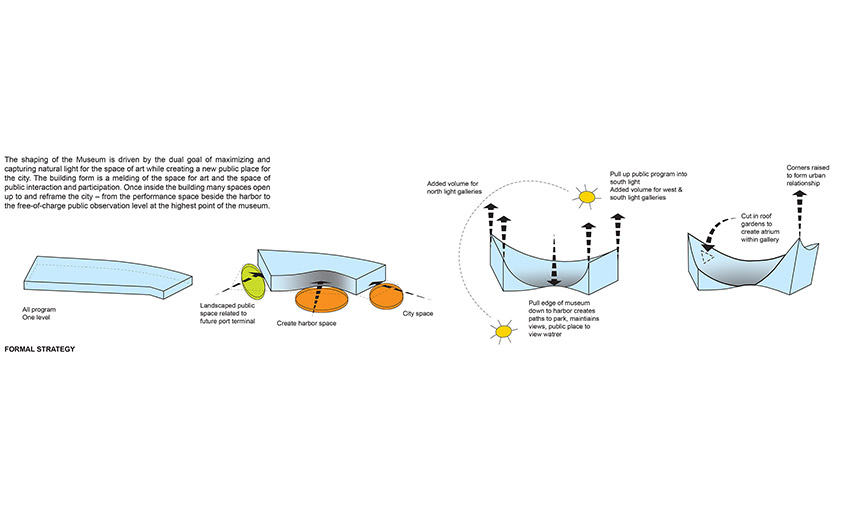 The shaping of the Museum is driven by the dual goal of maximizing and
capturing natural light for the space of art while creating a new public place for
the city. The building form is a melding of the space for art and the space of
public interaction and participation. Once inside the building many spaces open
up to and reframe the city – from the performance space beside the harbor to
the free-of-charge public observation level at the highest point of the museum.
All program
One level
Landscaped public
space related to
future port terminal
Create harbor space
City space
Added volume for
north light galleries
Pull up public program into
south light
Added volume for west &
south light galleries
Pull edge of museum
down to harbor creates
paths to park, maintiains
views, public place to
view watrer
Corners raised
to form urban
relationship
Cut in roof
gardens to
create atrium
within gallery
FORMAL STRATEGY